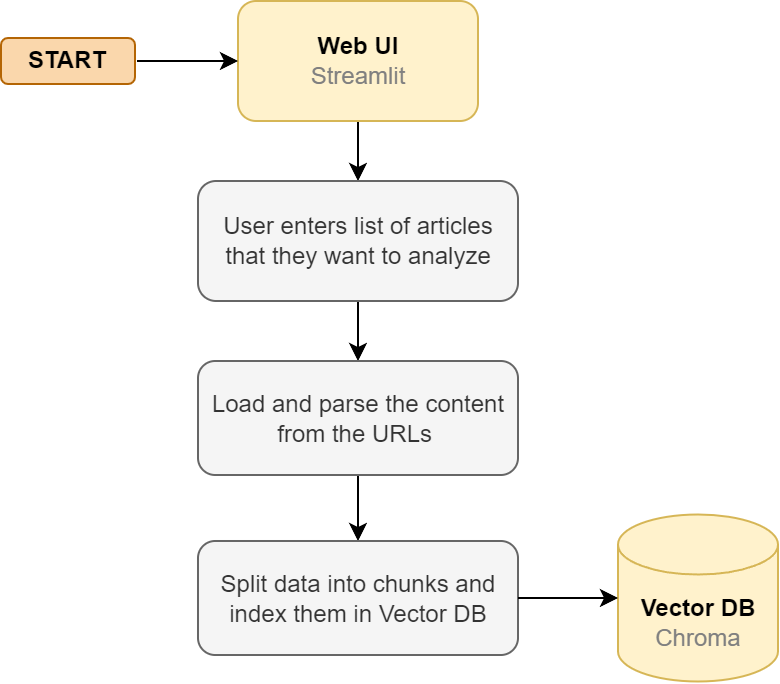 START
Web UI
Streamlit
User enters list of articles
that they want to analyze
Load and parse the content
from the URLs
Split data into chunks and
index them in Vector DB
Vector DB
Chroma